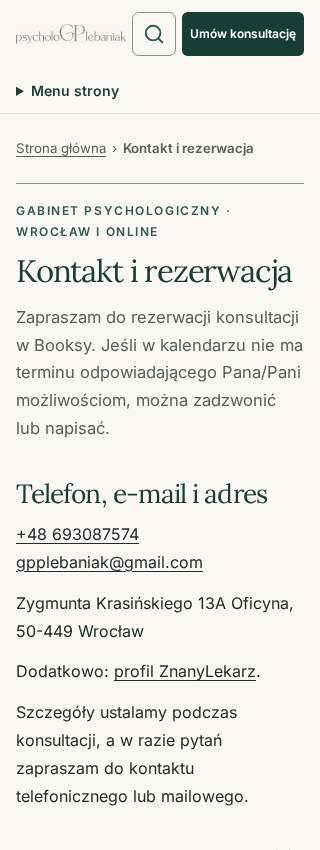 psycholoGPlebaniak
Umów konsultację
Menu strony
Strona główna › Kontakt i rezerwacja
GABINET PSYCHOLOGICZNY ·
WROCŁAW I ONLINE
Kontakt i rezerwacja
Zapraszam do rezerwacji konsultacji
w Booksy. Jeśli w kalendarzu nie ma
terminu odpowiadającego Pana/Pani
możliwościom, można zadzwonić
lub napisać.
Telefon, e-mail i adres
+48 693087574
gpplebaniak@gmail.com
Zygmunta Krasińskiego 13A Oficyna,
50-449 Wrocław
Dodatkowo: profil ZnanyLekarz.
Szczegóły ustalamy podczas
konsultacji, a w razie pytań
zapraszam do kontaktu
telefonicznego lub mailowego.